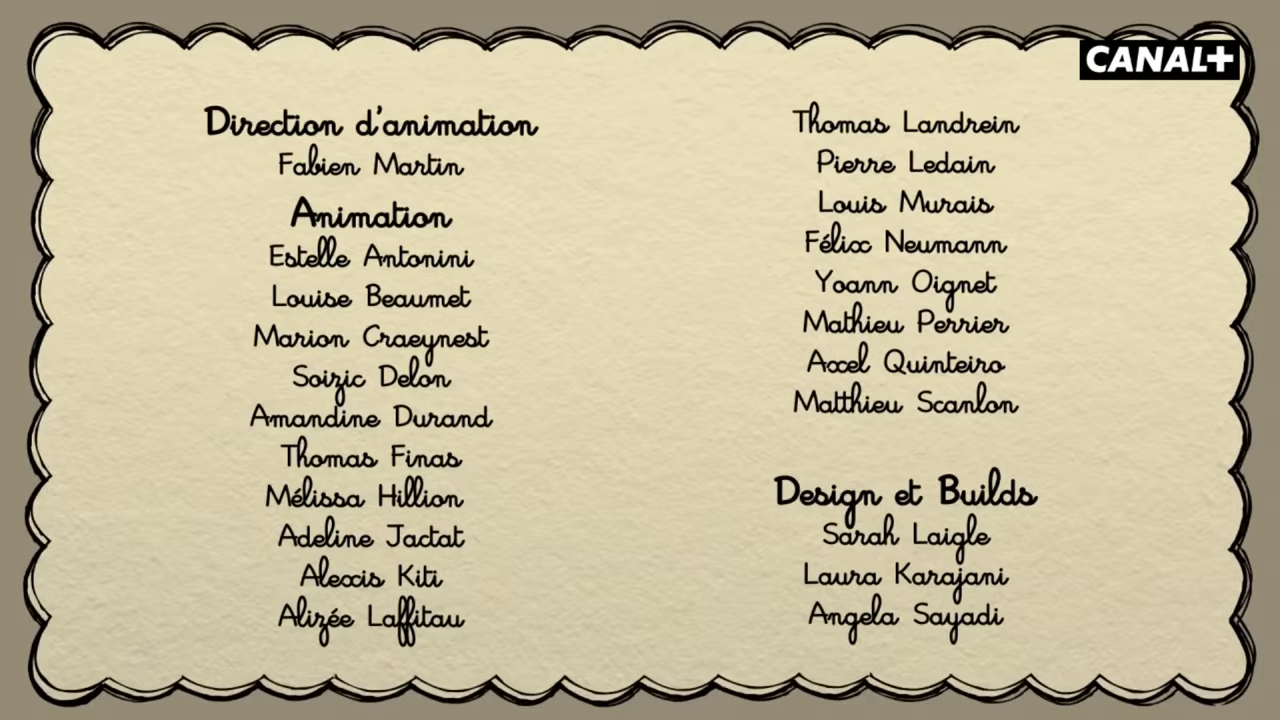 CANAL+
Direction d'animation
Fabien Martin
Animation
Estelle Antonini
Louise Beaumet
Marion Craeynest
Soizic Delon
Amandine Durand
Thomas Finas
Mélissa Hillion
Adeline Jactat
Alexis Kiti
Alizée Laffitau
Thomas Landrein
Pierre Ledain
Louis Murais
Félix Neumann
Yoann Oignet
Mathieu Perrier
Axel Quinteiro
Matthieu Scanlon
Design et Builds
Sarah Laigle
Laura Karajani
Angela Sayadi